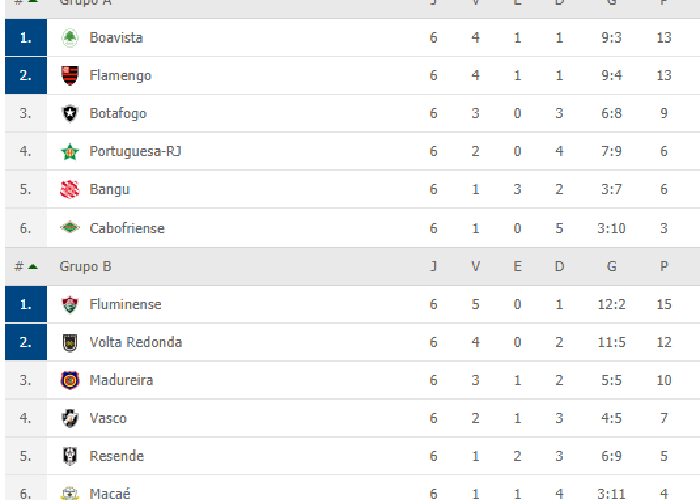 # Grupo A J V E D G P
1. Boavista 6 4 1 1 9:3 13
2. Flamengo 6 4 1 1 9:4 13
3. Botafogo 6 3 0 3 6:8 9
4. Portuguesa-RJ 6 2 0 4 7:9 6
5. Bangu 6 1 3 2 3:7 6
6. Cabofriense 6 1 0 5 3:10 3
# Grupo B J V E D G P
1. Fluminense 6 5 0 1 12:2 15
2. Volta Redonda 6 4 0 2 11:5 12
3. Madureira 6 3 1 2 5:5 10
4. Vasco 6 2 1 3 4:5 7
5. Resende 6 1 2 3 6:9 5
6. Macaé 6 1 1 4 3:11 4